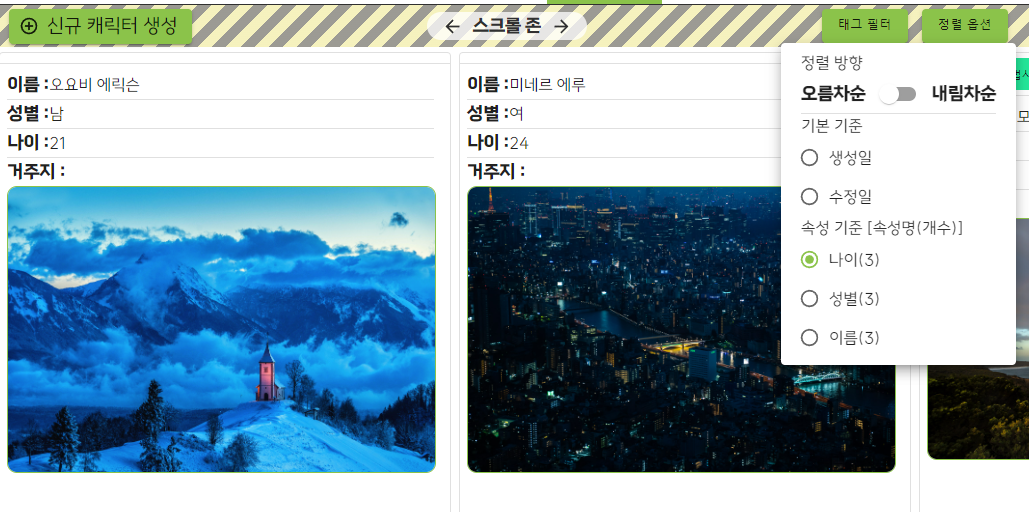 신규 캐릭터 생성
스크롤 존
태그 필터
정렬 옵션
이름 :오요비 에릭슨
성별 :남
나이 :21
거주지 :
이름 :미네르 에루
성별 :여
나이 :24
거주지 :
정렬 방향
오름차순 내림차순
기본 기준
생성일
수정일
속성 기준 [속성명(개수)]
나이(3)
성별(3)
이름(3)